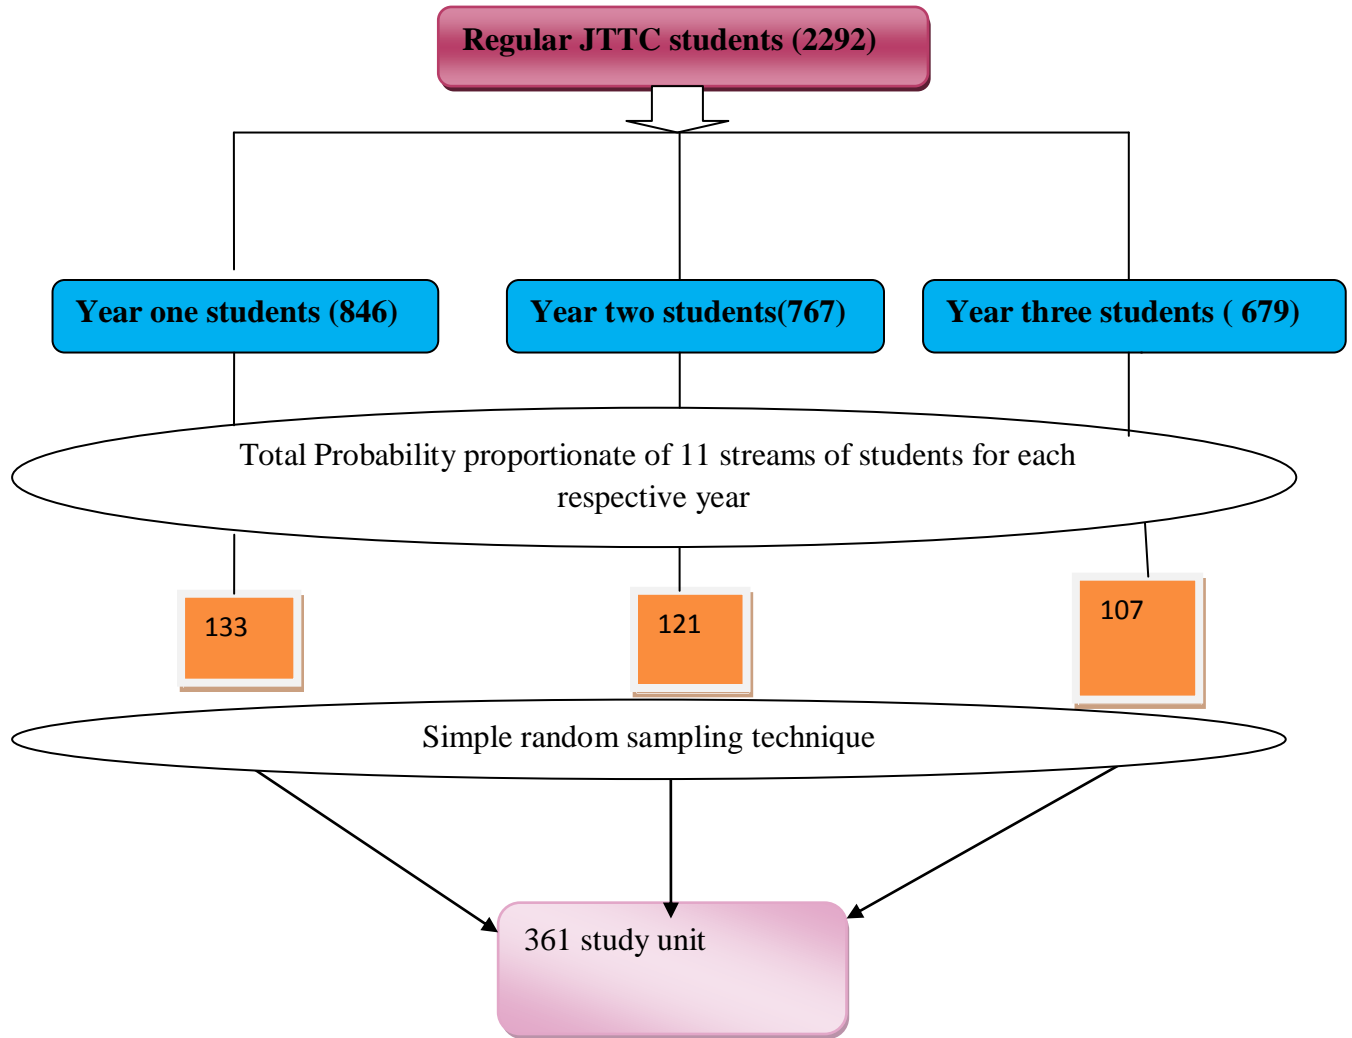 Regular JTTC students (2292)
Year one students (846)
Year two students(767)
Year three students ( 679)
Total Probability proportionate of 11 streams of students for each
respective year
133
121
107
Simple random sampling technique
361 study unit